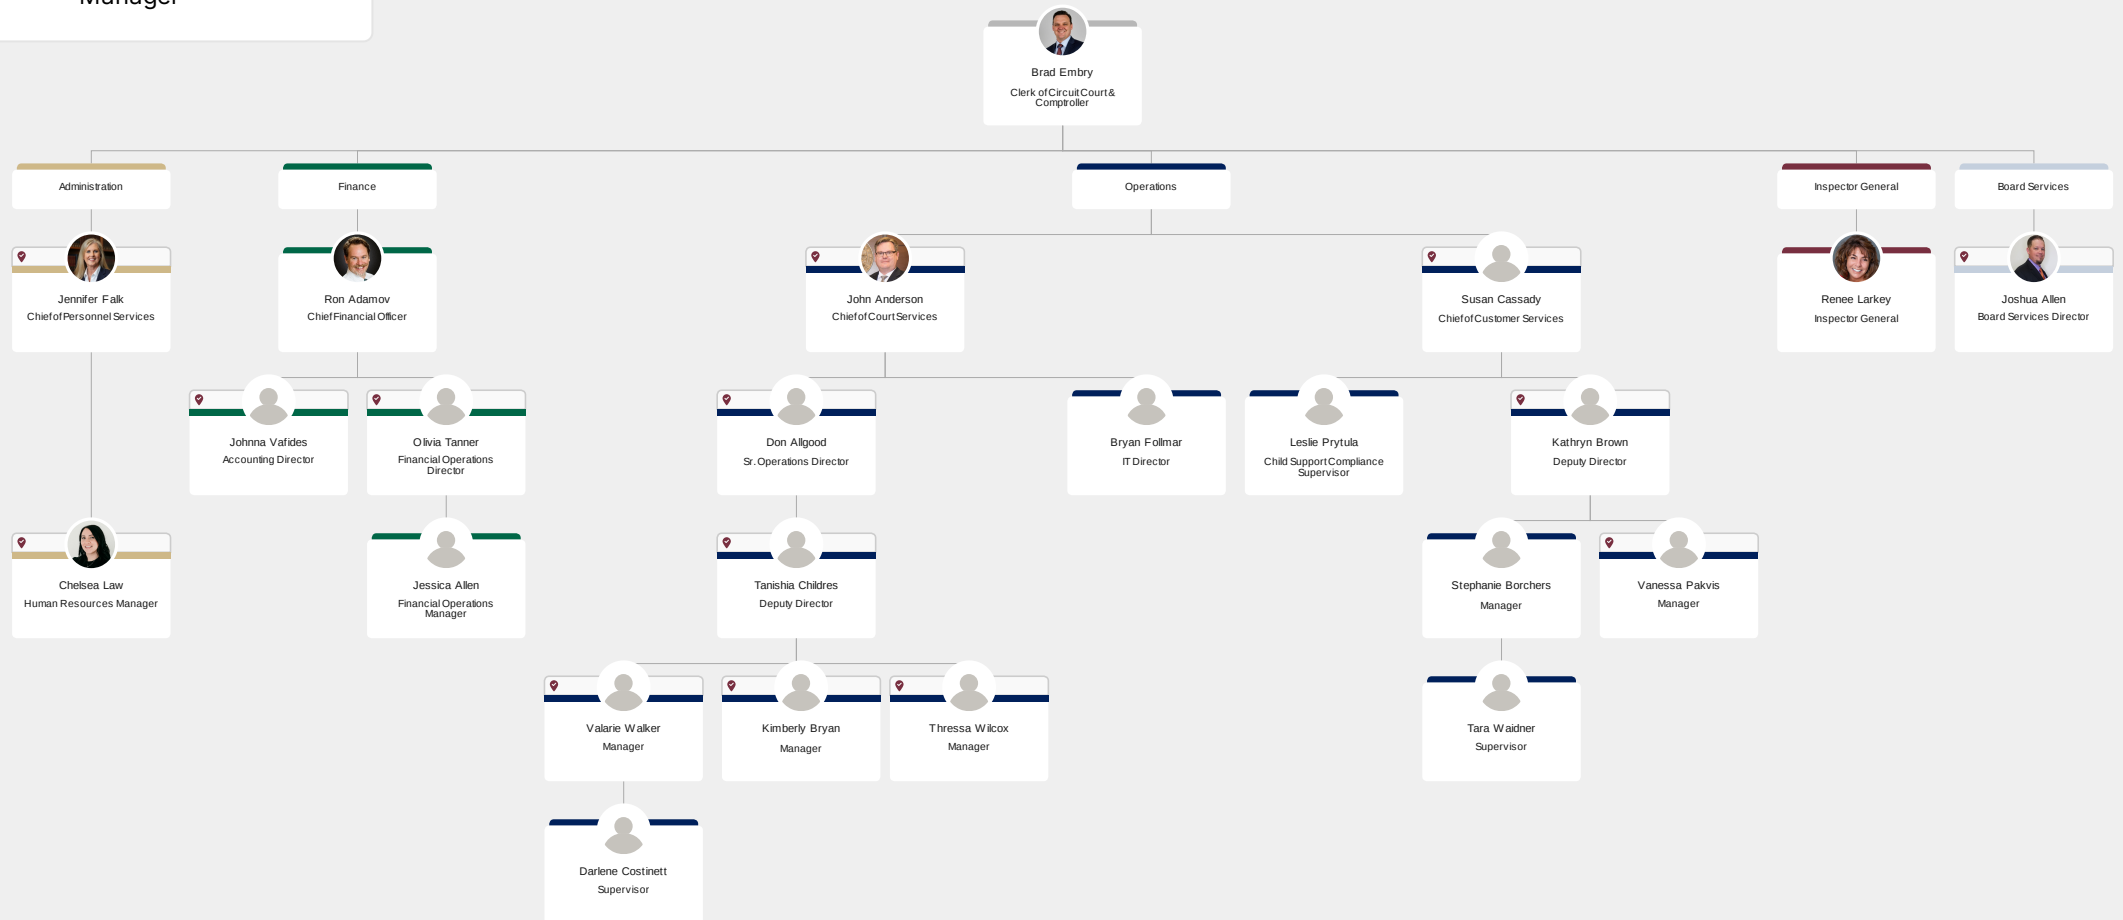 Manager
Brad Embry
Clerk of Circuit Court &
Comptroller
Administration
Finance
Operations
Inspector General
Board Services
Jennifer Falk
Chief of Personnel Services
Ron Adamov
Chief Financial Officer
John Anderson
Chief of Court Services
Susan Cassady
Chief of Customer Services
Renee Larkey
Inspector General
Joshua Allen
Board Services Director
Johnna Vafides
Accounting Director
Olivia Tanner
Financial Operations
Director
Don Allgood
Sr. Operations Director
Bryan Follmar
IT Director
Leslie Prytula
Child Support Compliance
Supervisor
Kathryn Brown
Deputy Director
Chelsea Law
Human Resources Manager
Jessica Allen
Financial Operations
Manager
Tanishia Childres
Deputy Director
Stephanie Borchers
Manager
Vanessa Pakvis
Manager
Valarie Walker
Manager
Kimberly Bryan
Manager
Thressa Wilcox
Manager
Tara Waidner
Supervisor
Darlene Costinett
Supervisor